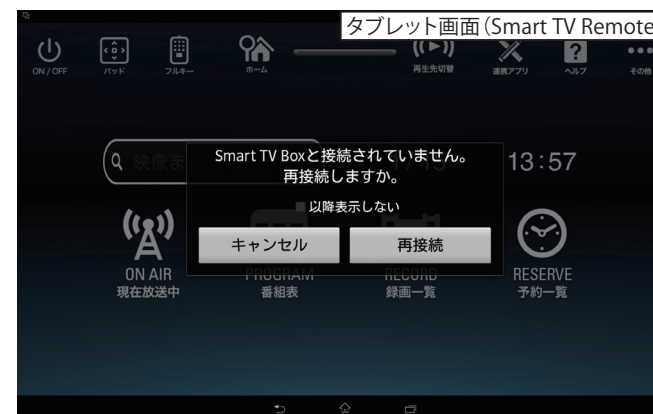 タブレット画面（Smart TV Remote
ON / OFF
パッド
フルキー
ホーム
再生先切替
連携アプリ
ヘルプ
その他
映像ま
13:57
Smart TV Boxと接続されていません。
再接続しますか。
以降表示しない
キャンセル
再接続
ON AIR
現在放送中
PROGRAM
番組表
RECORD
録画一覧
RESERVE
予約一覧